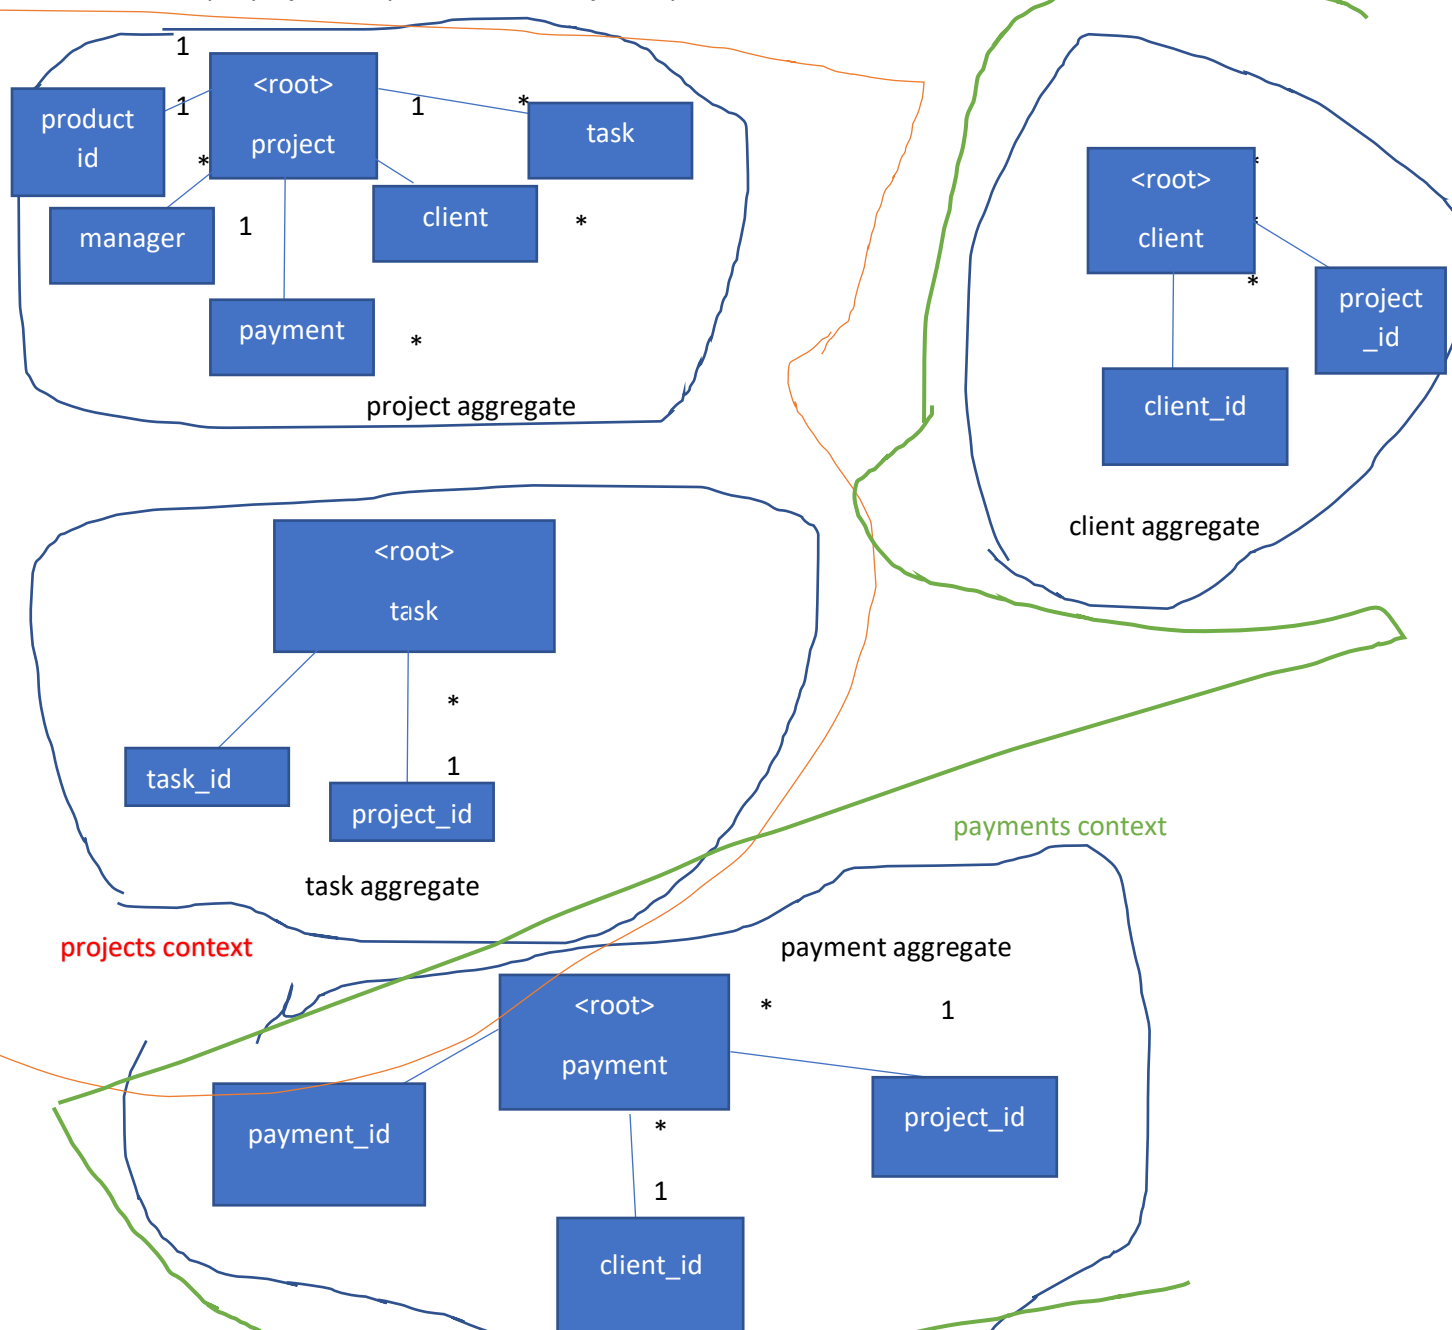 1
<root>
project
product
id
1
1
*
task
*
manager
1
client
*
payment
*
project aggregate
<root>
client
*
*
*
project
_id
client_id
client aggregate
<root>
task
*
1
task_id
project_id
task aggregate
projects context
payments context
payment aggregate
<root>
payment
*
1
payment_id
project_id
*
1
client_id